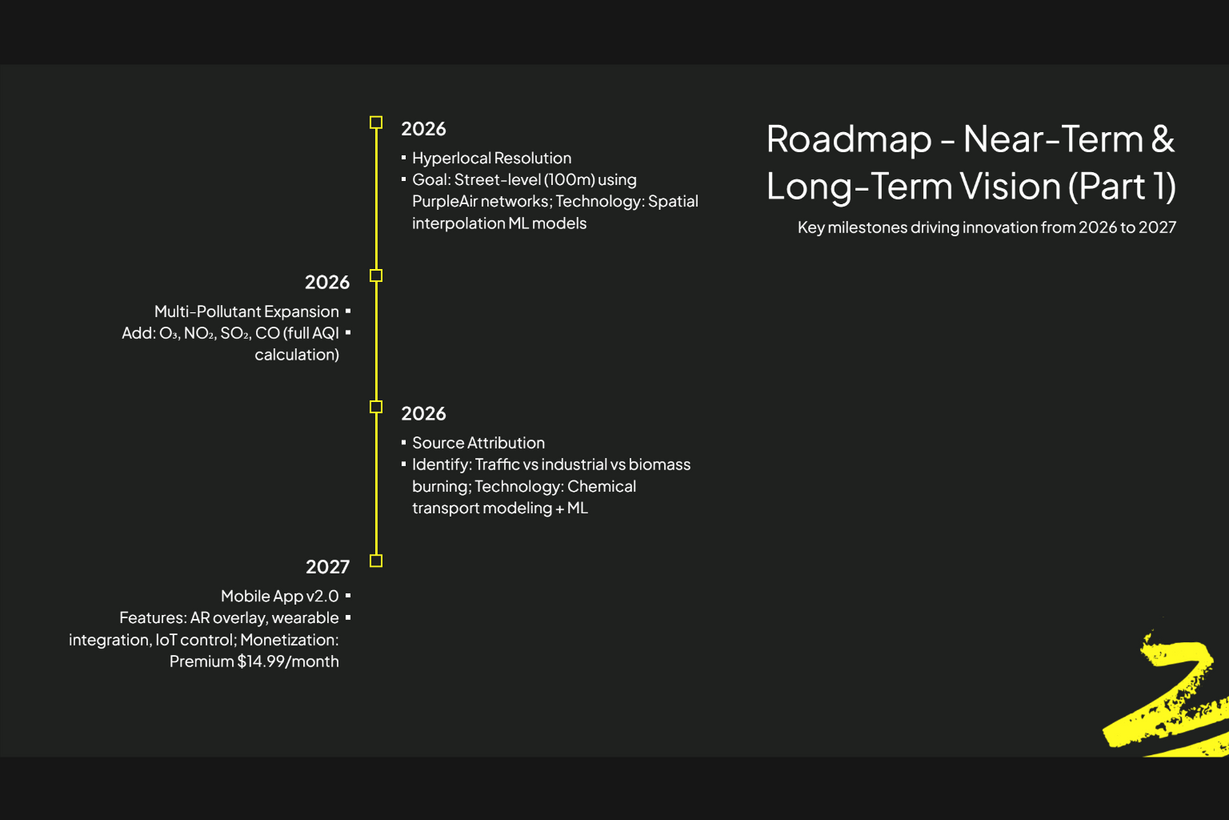 Roadmap - Near-Term &
Long-Term Vision (Part 1)
Key milestones driving innovation from 2026 to 2027
2026
▪ Hyperlocal Resolution
▪ Goal: Street-level (100m) using
PurpleAir networks; Technology: Spatial
interpolation ML models
2026
Multi-Pollutant Expansion ▪
Add: O₃, NO₂, SO₂, CO (full AQI ▪
calculation)
2026
▪ Source Attribution
▪ Identify: Traffic vs industrial vs biomass
burning; Technology: Chemical
transport modeling + ML
2027
Mobile App v2.0 ▪
Features: AR overlay, wearable ▪
integration, IoT control; Monetization:
Premium $14.99/month